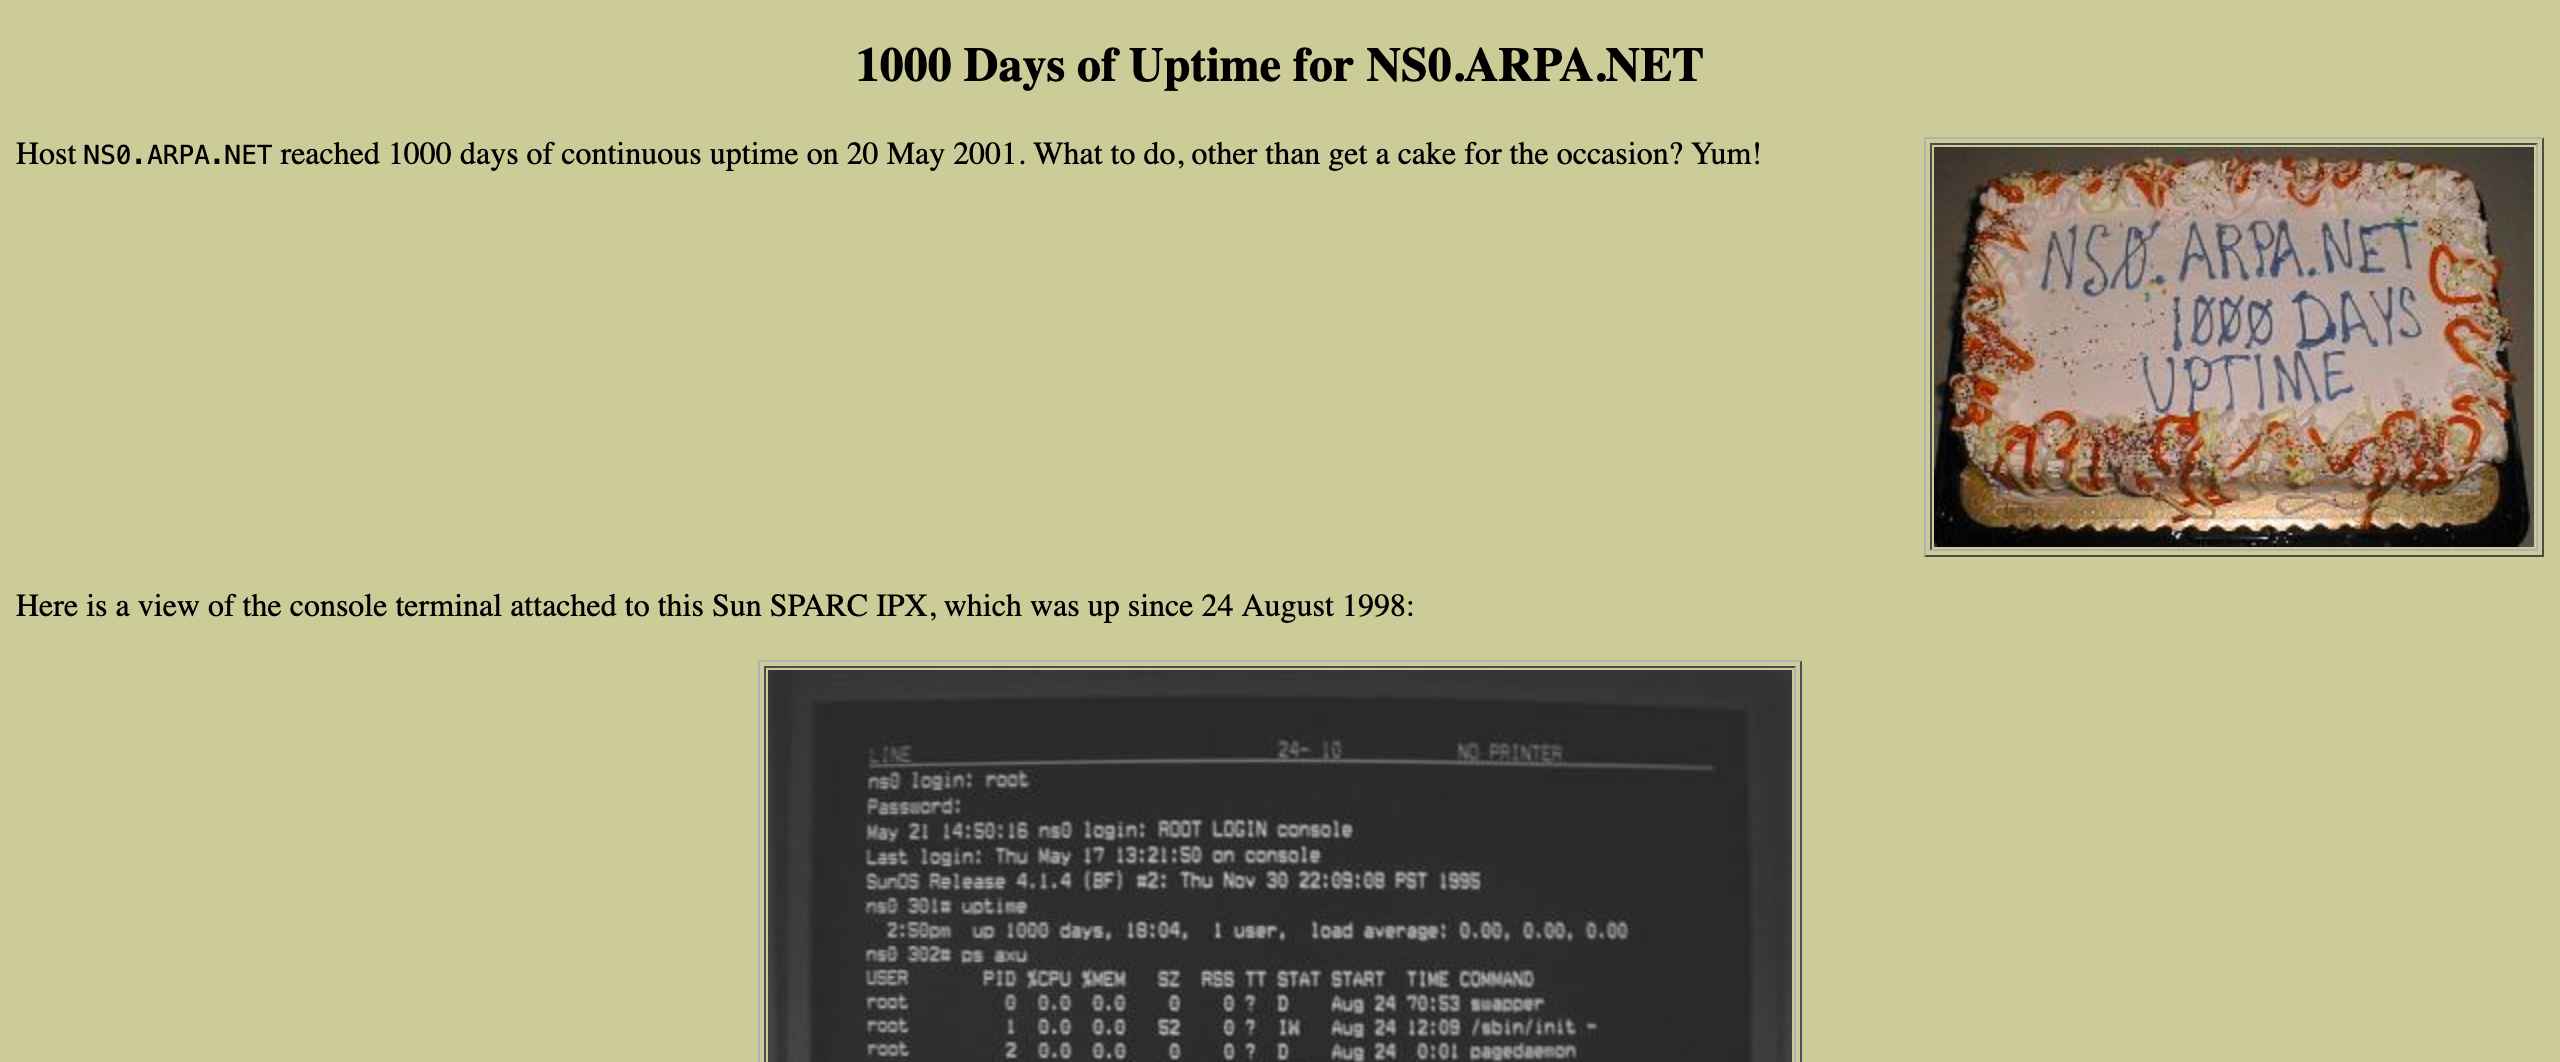 1000 Days of Uptime for NS0.ARPA.NET
Host NS0.ARPA.NET reached 1000 days of continuous uptime on 20 May 2001. What to do, other than get a cake for the occasion? Yum!
NS0.ARPA.NET
1000 DAYS
UPTIME
Here is a view of the console terminal attached to this Sun SPARC IPX, which was up since 24 August 1998:
LINE 24- 10 NO PRINTER
ns0 login: root
Password:
May 21 14:50:16 ns0 login: ROOT LOGIN console
Last login: Thu May 17 13:21:50 on console
SunOS Release 4.1.4 (BF) #2: Thu Nov 30 22:09:08 PST 1995
ns0 301# uptime
2:50pm up 1000 days, 18:04, 1 user, load average: 0.00, 0.00, 0.00
ns0 302# ps axu
USER PID %CPU %MEM SZ RSS TT STAT START TIME COMMAND
root 0 0.0 0.0 0 0 ? D Aug 24 70:53 swapper
root 1 0.0 0.0 52 0 ? IW Aug 24 12:09 /sbin/init -
root 2 0.0 0.0 0 0 ? D Aug 24 0:01 pagedaemon